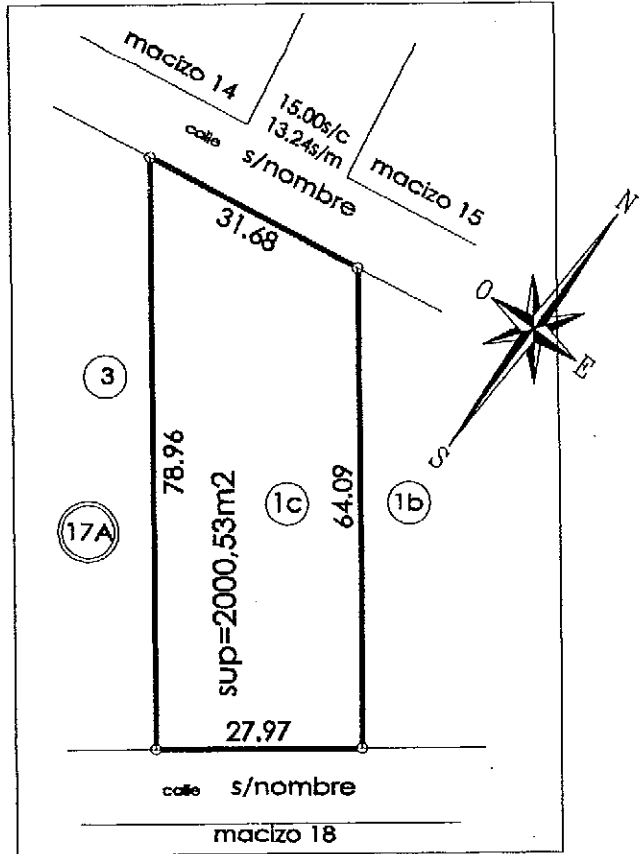 macizo 14
15.00s/c
13.24s/m
calle s/nombre
macizo 15
31.68
N
O
E
S
3
78.96
sup=2000,53m2
1c
64.09
1b
17A
27.97
calle s/nombre
macizo 18